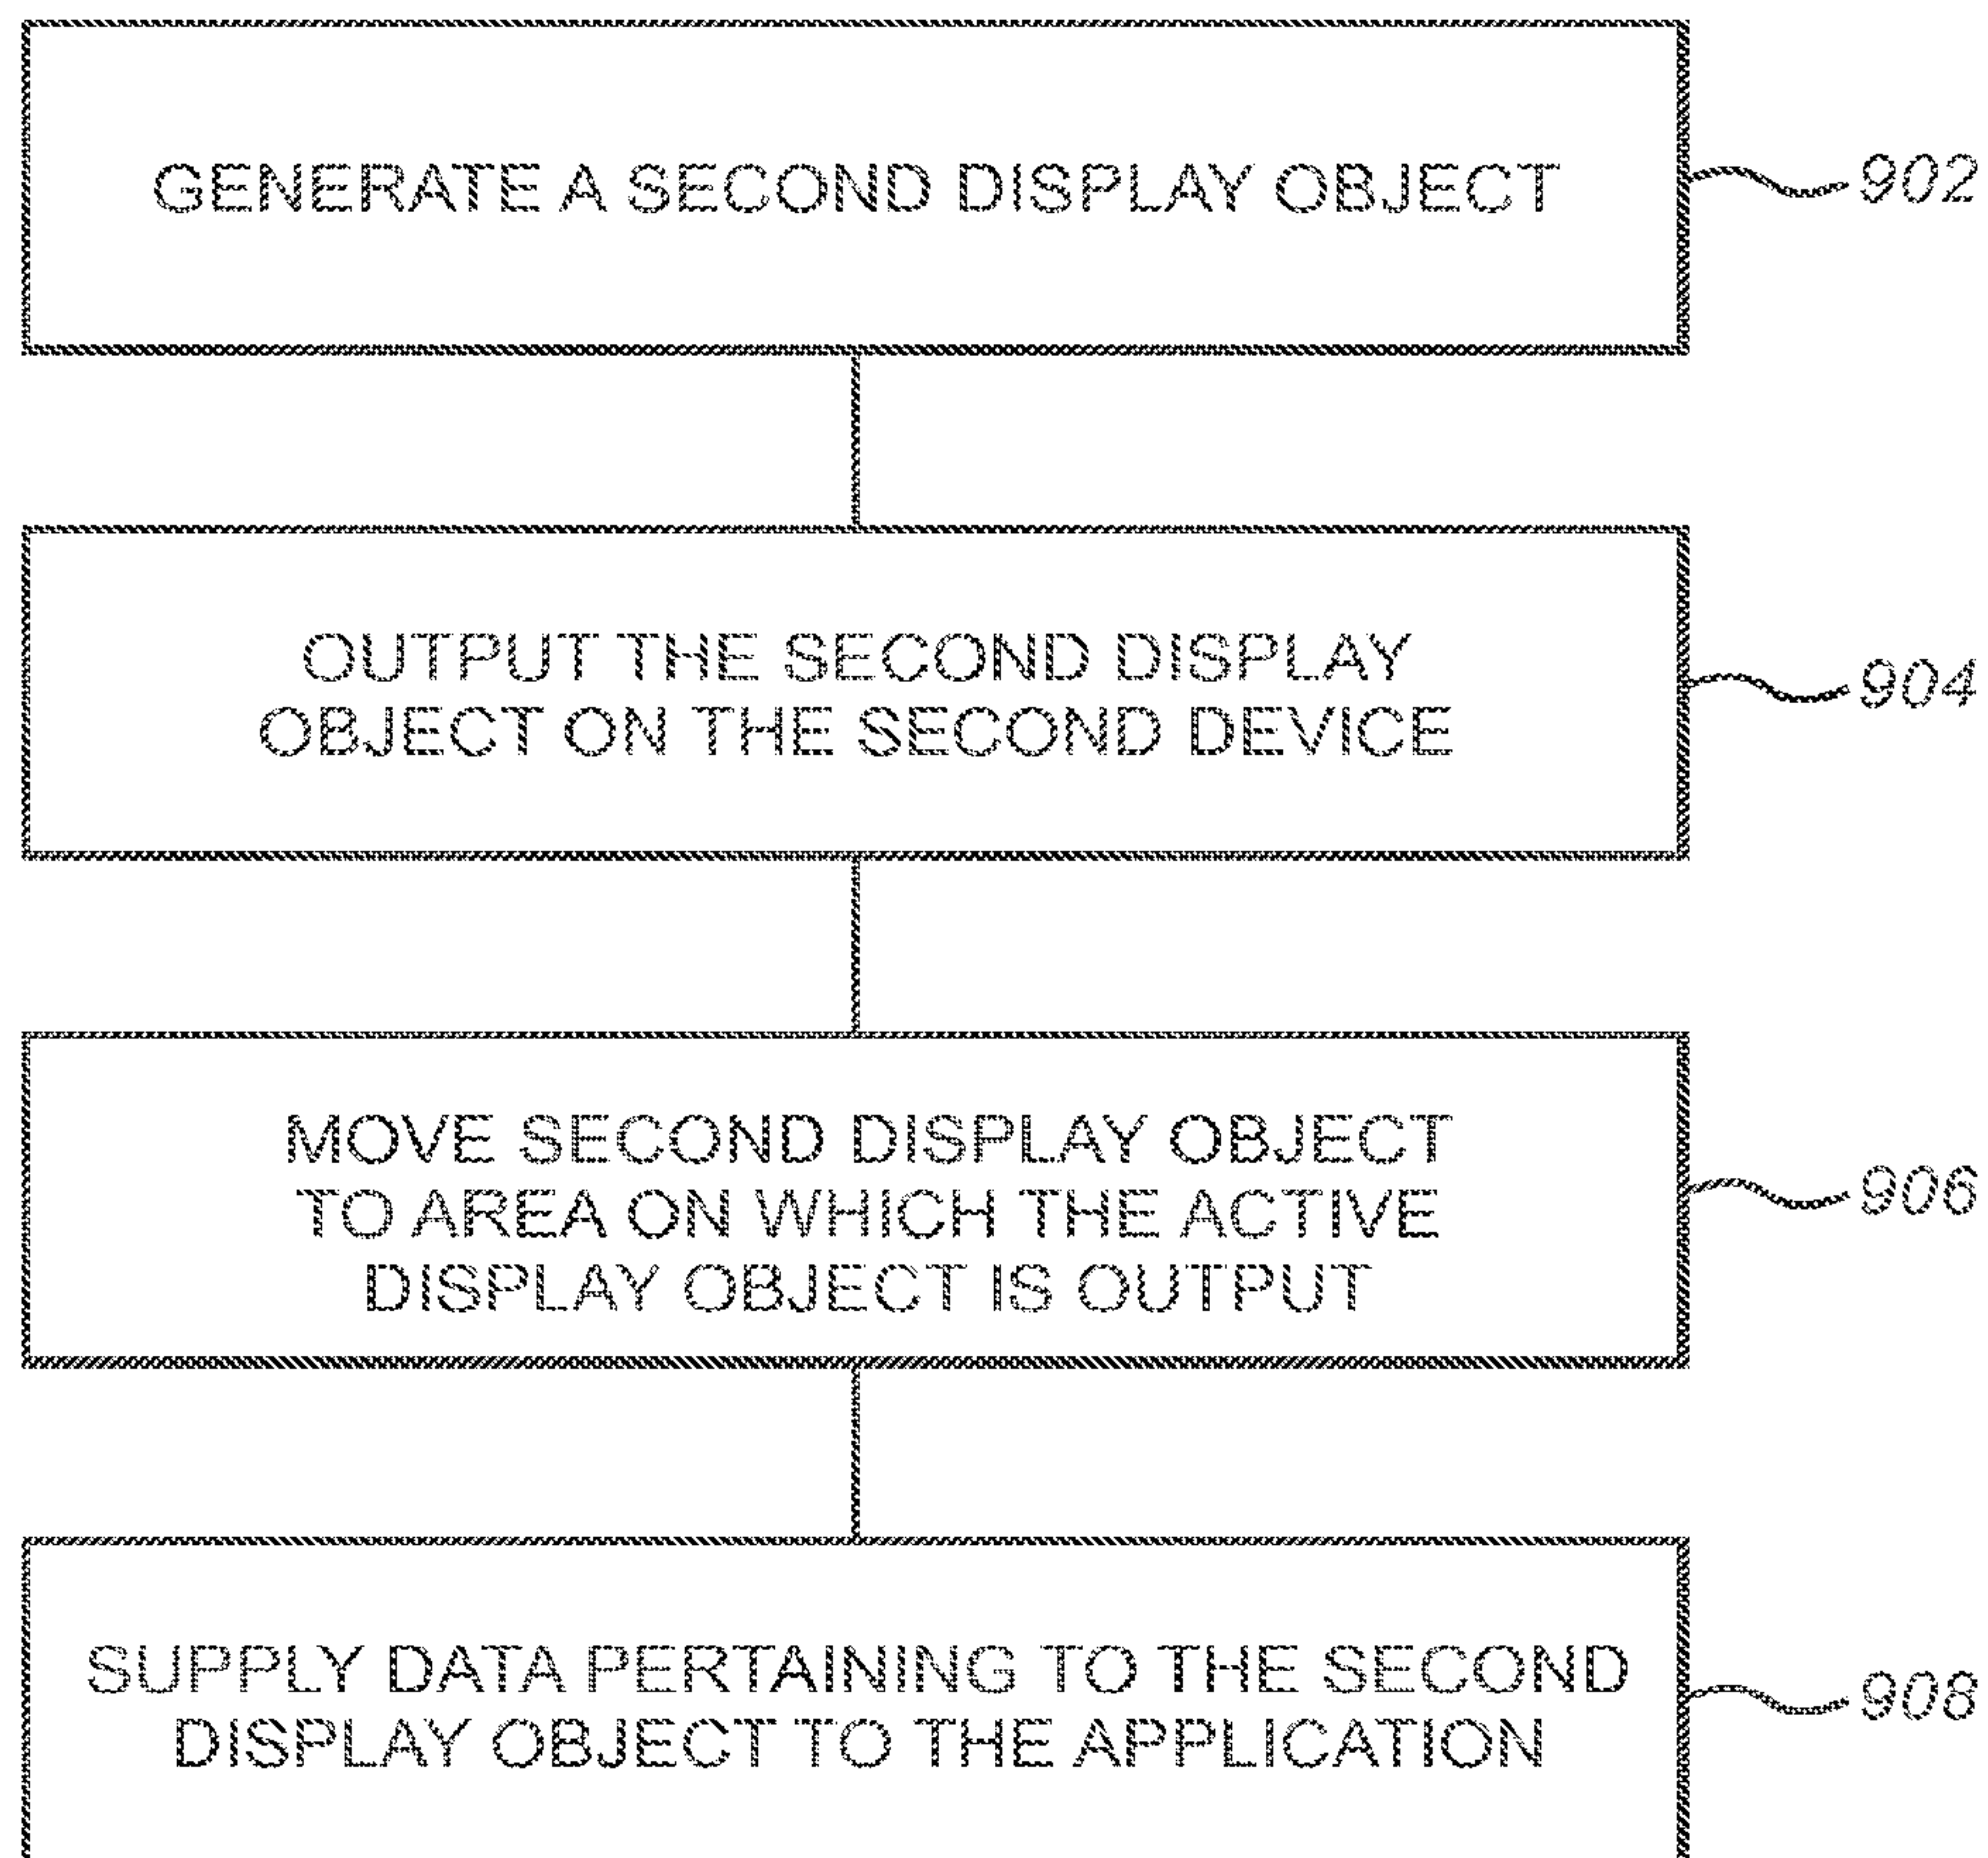 GENERATE A SECOND DISPLAY OBJECT
902
OUTPUT THE SECOND DISPLAY
OBJECT ON THE SECOND DEVICE
904
MOVE SECOND DISPLAY OBJECT
TO AREA ON WHICH THE ACTIVE
DISPLAY OBJECT IS OUTPUT
906
SUPPLY DATA PERTAINING TO THE SECOND
DISPLAY OBJECT TO THE APPLICATION
908